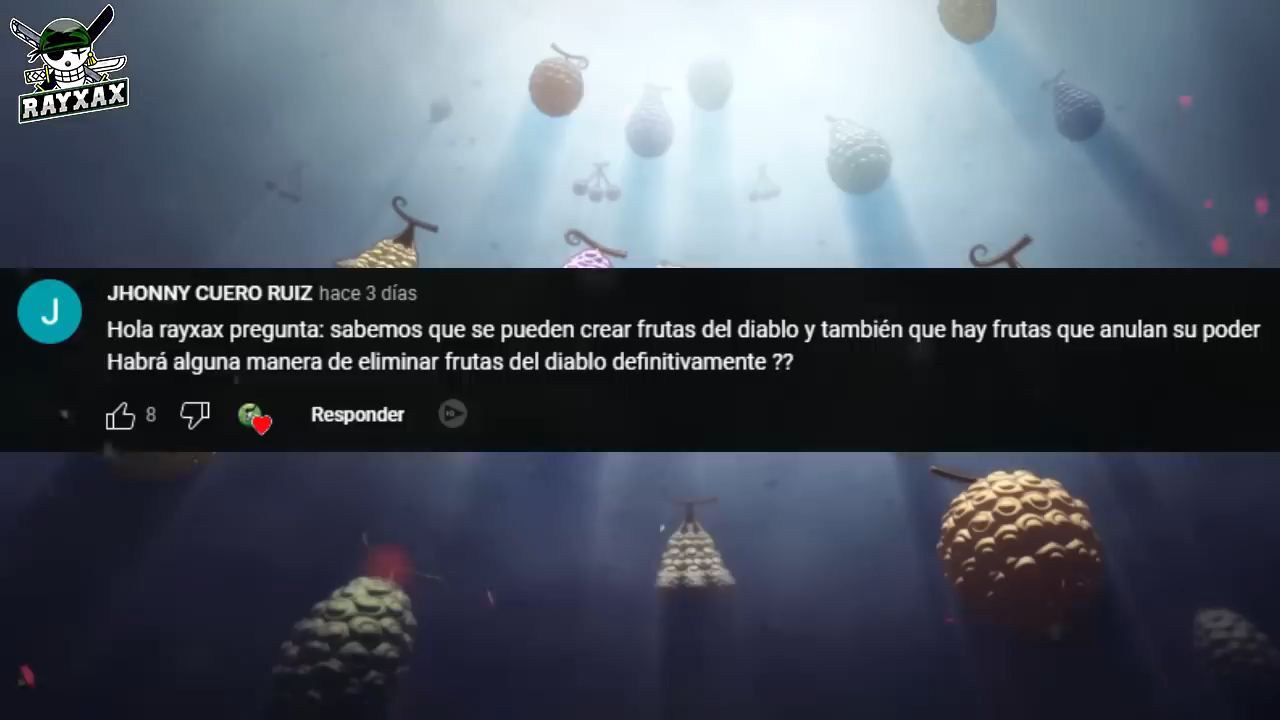 RAYXAX
JHONNY CUERO RUIZ hace 3 días
Hola rayxax pregunta: sabemos que se pueden crear frutas del diablo y también que hay frutas que anulan su poder
Habrá alguna manera de eliminar frutas del diablo definitivamente ??
8 Responder
J